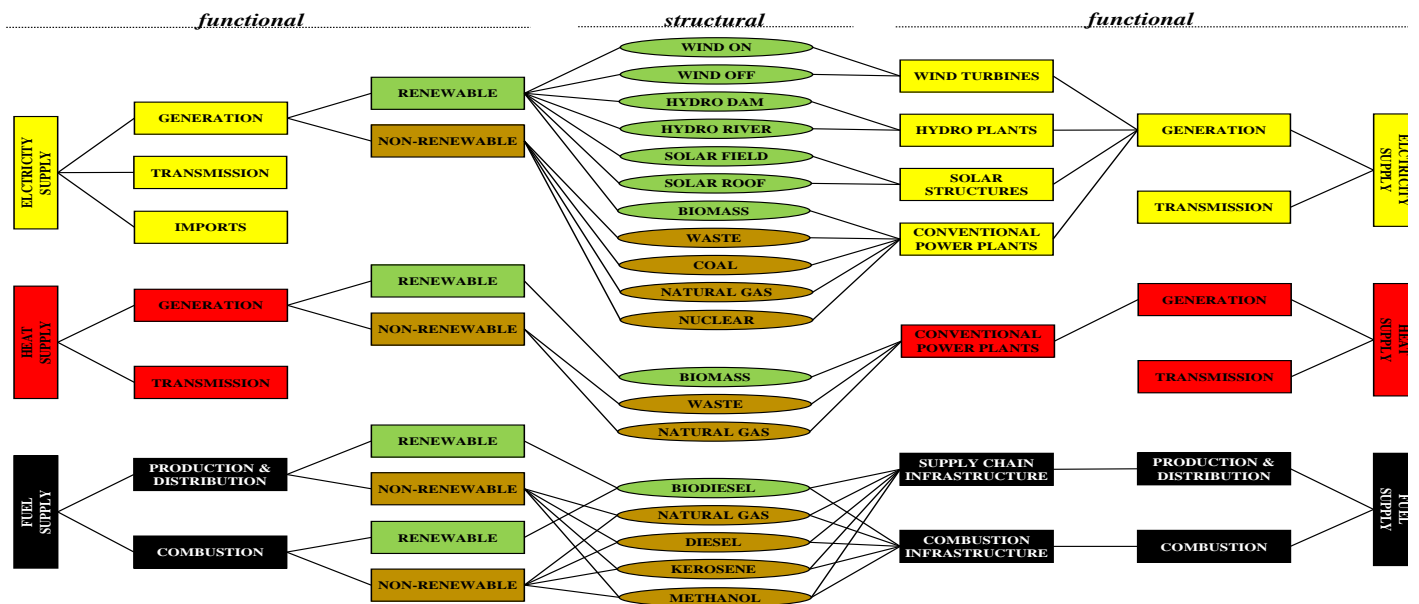 functional
structural
functional
ELCTRICITY
SUPPLY
GENERATION
TRANSMISSION
IMPORTS
RENEWABLE
NON-RENEWABLE
WIND ON
WIND OFF
HYDRO DAM
HYDRO RIVER
SOLAR FIELD
SOLAR ROOF
BIOMASS
WASTE
COAL
NATURAL GAS
NUCLEAR
WIND TURBINES
HYDRO PLANTS
SOLAR
STRUCTURES
CONVENTIONAL
POWER PLANTS
GENERATION
TRANSMISSION
ELCTRICITY
SUPPLY
HEAT
SUPPLY
GENERATION
TRANSMISSION
RENEWABLE
NON-RENEWABLE
BIOMASS
WASTE
NATURAL GAS
CONVENTIONAL
POWER PLANTS
GENERATION
TRANSMISSION
HEAT
SUPPLY
FUEL
SUPPLY
PRODUCTION &
DISTRIBUTION
COMBUSTION
RENEWABLE
NON-RENEWABLE
RENEWABLE
NON-RENEWABLE
BIODIESEL
NATURAL GAS
DIESEL
KEROSENE
METHANOL
SUPPLY CHAIN
INFRASTRUCTURE
COMBUSTION
INFRASTRUCTURE
PRODUCTION &
DISTRIBUTION
COMBUSTION
FUEL
SUPPLY